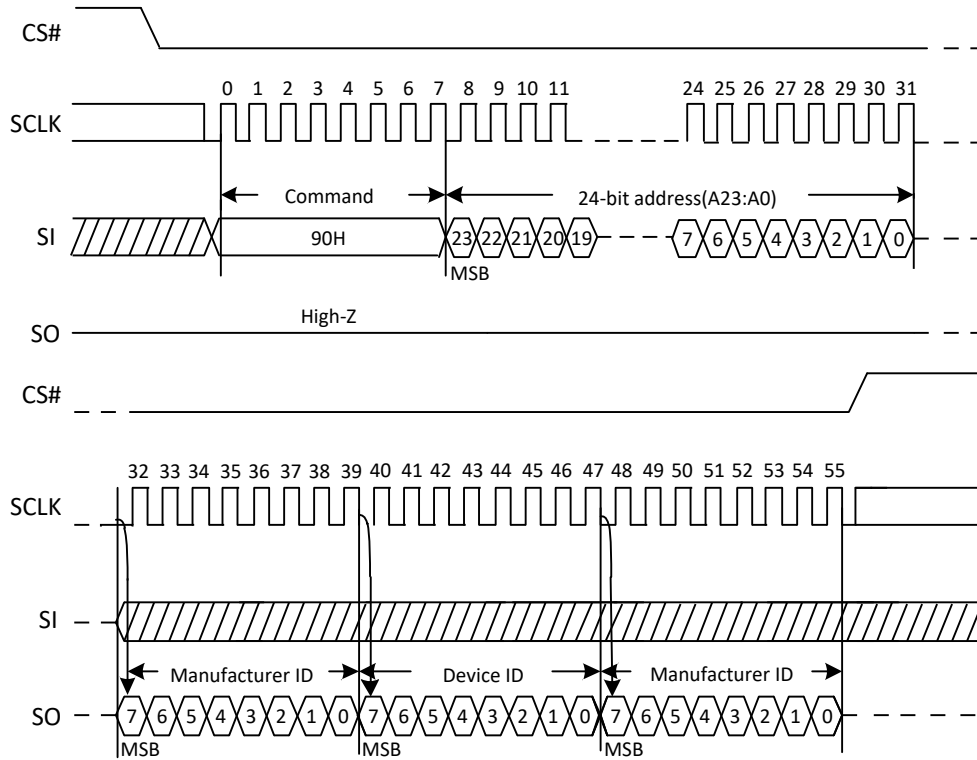 CS#
0 1 2 3 4 5 6 7 8 9 10 11 24 25 26 27 28 29 30 31
SCLK
Command 24-bit address(A23:A0)
SI 90H 23 22 21 20 19 7 6 5 4 3 2 1 0
MSB
High-Z
SO
CS#
32 33 34 35 36 37 38 39 40 41 42 43 44 45 46 47 48 49 50 51 52 53 54 55
SCLK
SI
Manufacturer ID Device ID Manufacturer ID
SO 7 6 5 4 3 2 1 0 7 6 5 4 3 2 1 0 7 6 5 4 3 2 1 0
MSB MSB MSB